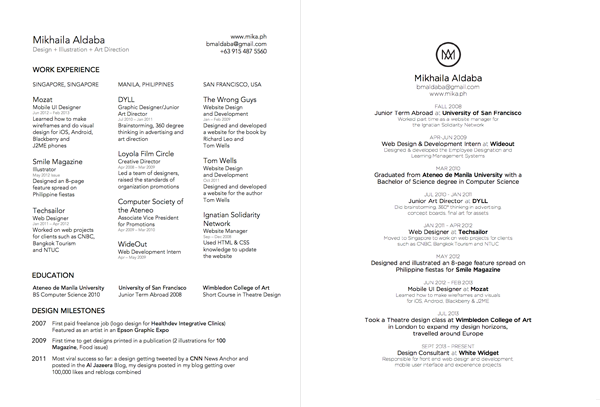 Mikhaila Aldaba
Design + Illustration + Art Direction
www.mika.ph
bmaldaba@gmail.com
+63 915 487 5560
WORK EXPERIENCE
SINGAPORE, SINGAPORE
Mozat
Mobile UI Designer
Jun 2012 - Feb 2013
Learned how to make
wireframes and do visual
design for iOS, Android,
Blackberry and
J2ME phones
Smile Magazine
Illustrator
May 2012 issue
Designed an 8-page
feature spread on
Philippine fiestas
Techsailor
Web Designer
Jan 2011 – Apr 2012
Worked on web projects
for clients such as CNBC,
Bangkok Tourism
and NTUC
MANILA, PHILIPPINES
DYLL
Graphic Designer/Junior
Art Director
Jul 2010 – Jan 2011
Brainstorming, 360 degree
thinking in advertising and
art direction
Loyola Film Circle
Creative Director
Apr 2008 – Mar 2009
Led a team of designers,
raised the standards of
organization promotions
Computer Society of
the Ateneo
Associate Vice President
for Promotions
Apr 2009 – Mar 2010
WideOut
Web Development Intern
Apr – May 2009
SAN FRANCISCO, USA
The Wrong Guys
Website Design
and Development
Jan – Feb 2009
Designed and developed
a website for the book by
Richard Leo and
Tom Wells
Tom Wells
Website Design
and Development
Oct 2011
Designed and developed
a website for the author
Tom Wells
Ignatian Solidarity
Network
Website Manager
Sep – Dec 2008
Used HTML & CSS
knowledge to update
the website
EDUCATION
Ateneo de Manila University
BS Computer Science 2010
University of San Francisco
Junior Term Abroad 2008
Wimbledon College of Art
Short Course in Theatre Design
DESIGN MILESTONES
2007 First paid freelance job (logo design for Healthdev Integrative Clinics)
Featured as an artist in an Epson Graphic Expo
2009 First time to get designs printed in a publication (2 illustrations for 100
Magazine, Food issue)
2011 Most viral success so far: a design getting tweeted by a CNN News Anchor and
posted in the Al Jazeera Blog, my designs posted in my blog getting over
100,000 likes and reblogs combined
Mikhaila Aldaba
bmaldaba@gmail.com
www.mika.ph
FALL 2008
Junior Term Abroad at University of San Francisco
Worked part time as a website manager for
the Ignatian Solidarity Network
APR-JUN 2009
Web Design & Development Intern at Wideout
Designed & developed the Employee Delegation and
Learning Management Systems
MAR 2010
Graduated from Ateneo de Manila University with a
Bachelor of Science degree in Computer Science
JUL 2010 - JAN 2011
Junior Art Director at DYLL
Did brainstorming, 360° thinking in advertising
concept boards, final art for assets
JAN 2011 - APR 2012
Web Designer at Techsailor
Moved to Singapore to work on web projects for clients
such as CNBC, Bangkok Tourism and NTUC
MAY 2012
Designed and illustrated an 8-page feature spread on
Philippine fiestas for Smile Magazine
JUN 2012 - FEB 2013
Mobile UI Designer at Mozat
Learned how to make wireframes and visuals
for iOS, Android, Blackberry & J2ME
JUL 2013
Took a Theatre design class at Wimbledon College of Art
in London to expand my design horizons,
travelled around Europe
SEPT 2013 - PRESENT
Design Consultant at White Widget
Responsible for front end web design and development,
mobile user interface and experience projects